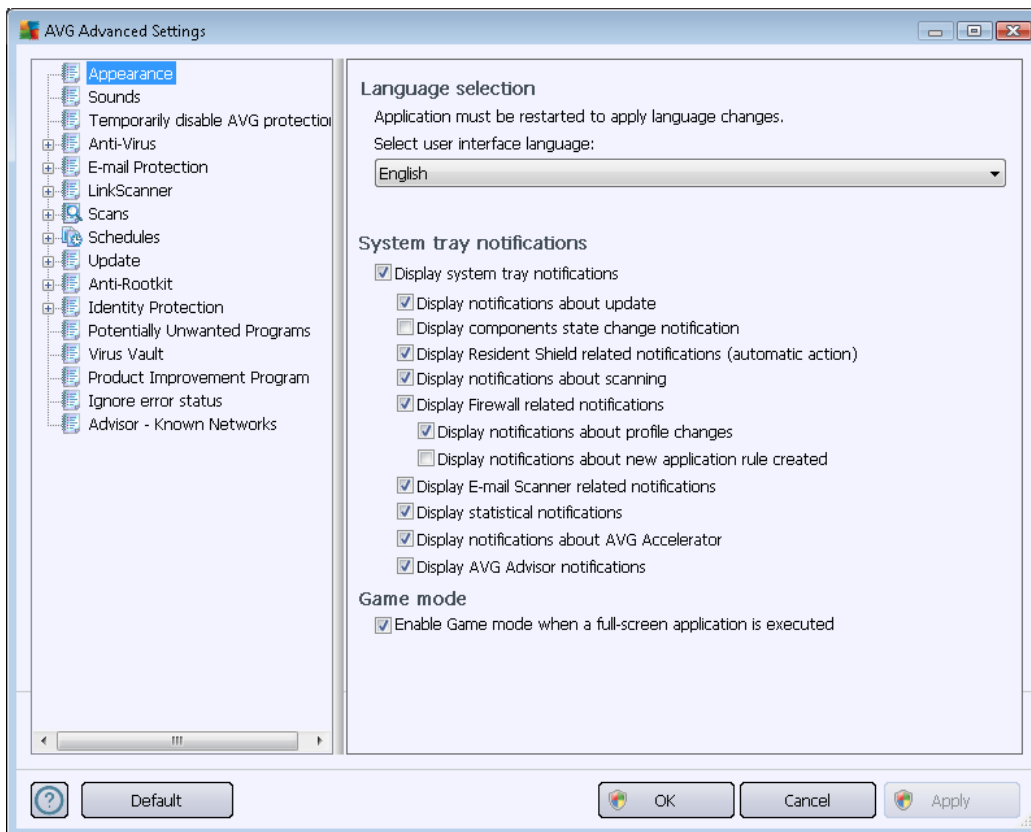 AVG Advanced Settings
Appearance
Sounds
Temporarily disable AVG protection
Anti-Virus
E-mail Protection
LinkScanner
Scans
Schedules
Update
Anti-Rootkit
Identity Protection
Potentially Unwanted Programs
Virus Vault
Product Improvement Program
Ignore error status
Advisor - Known Networks
Language selection
Application must be restarted to apply language changes.
Select user interface language:
English
System tray notifications
Display system tray notifications
Display notifications about update
Display components state change notification
Display Resident Shield related notifications (automatic action)
Display notifications about scanning
Display Firewall related notifications
Display notifications about profile changes
Display notifications about new application rule created
Display E-mail Scanner related notifications
Display statistical notifications
Display notifications about AVG Accelerator
Display AVG Advisor notifications
Game mode
Enable Game mode when a full-screen application is executed
?
Default
OK
Cancel
Apply